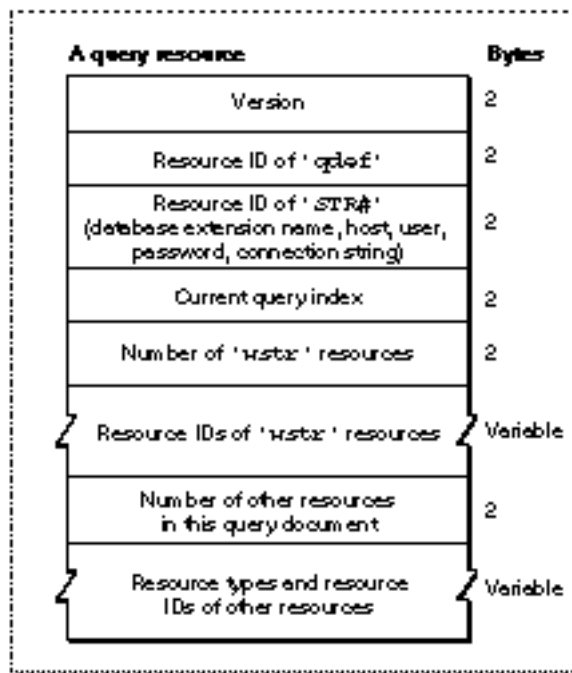 A query resource Bytes
Version 2
Resource ID of 'qdef' 2
Resource ID of 'STR#'
(database extension name, host, user, 2
password, connection string)
Current query index 2
Number of 'wstr' resources 2
Resource IDs of 'wstr' resources Variable
Number of other resources 2
in this query document
Resource types and resource Variable
IDs of other resources